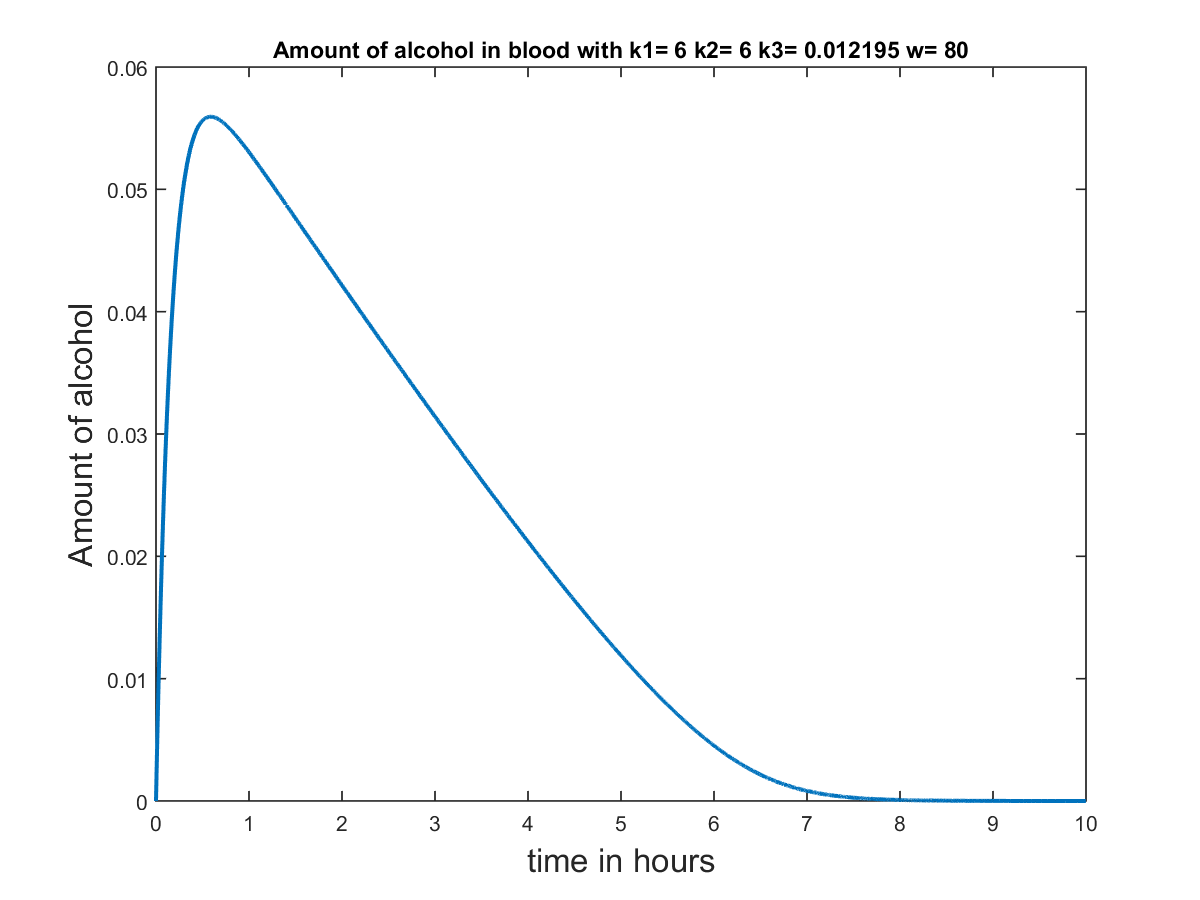 Amount of alcohol in blood with k1= 6 k2= 6 k3= 0.012195 w= 80
0.06
0.05
0.04
0.03
0.02
0.01
0
Amount of alcohol
0 1 2 3 4 5 6 7 8 9 10
time in hours